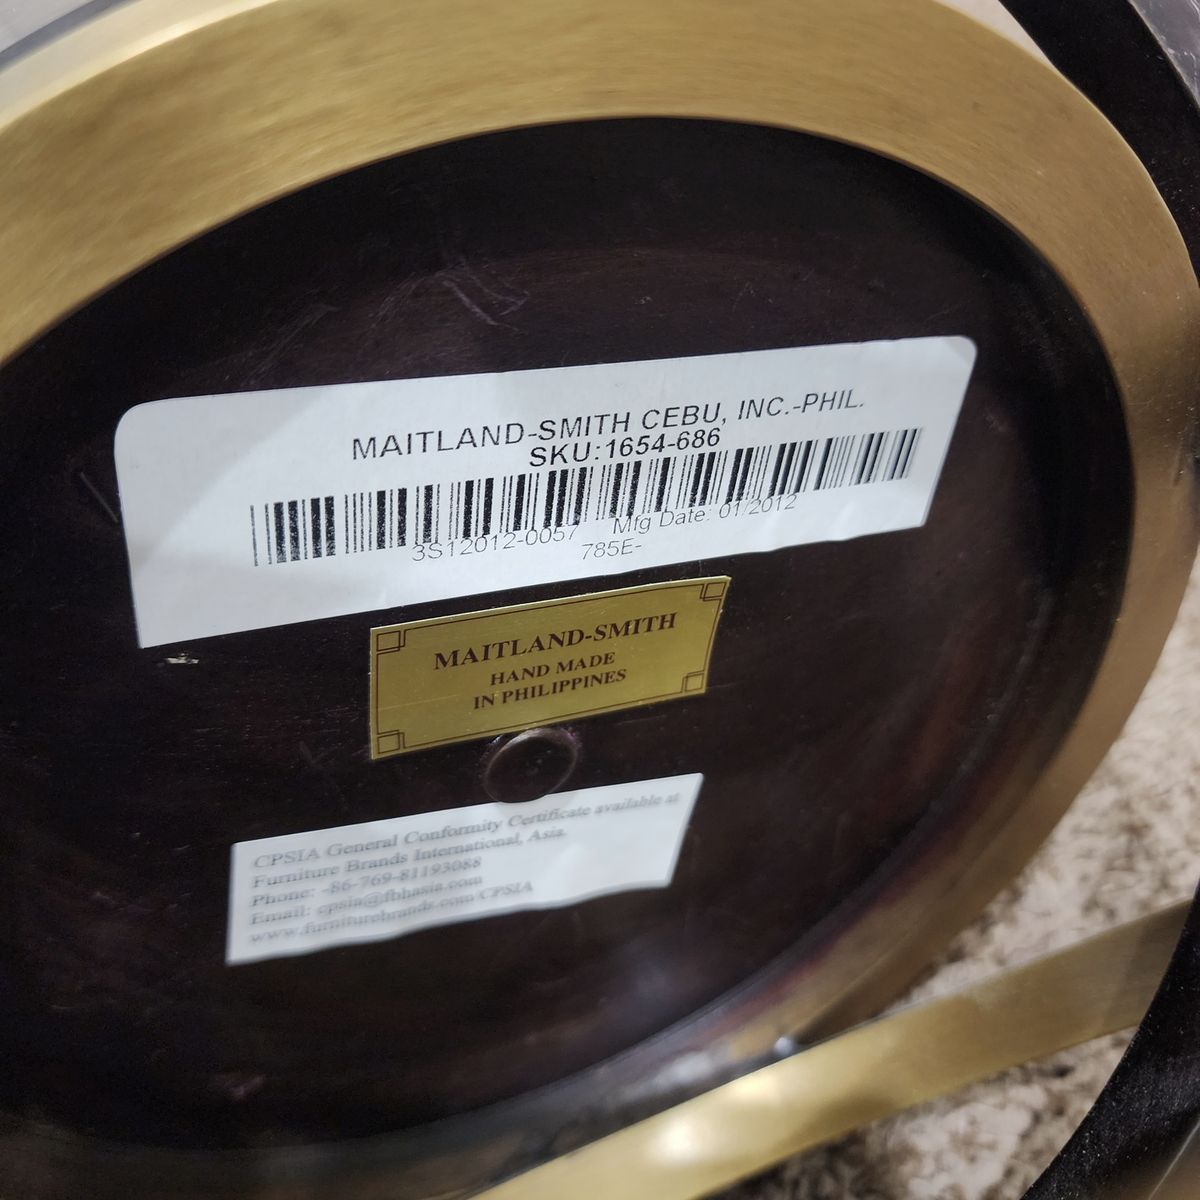 MAITLAND-SMITH CEBU, INC.-PHIL.
SKU:1654-686
3S12012-0057 Mfg Date: 01/2012
785E-
MAITLAND-SMITH
HAND MADE
IN PHILIPPINES
CPSIA General Conformity Certificate available at
Furniture Brands International, Asia.
Phone: -86-769-81193088
Email: cpsia@fbhasia.com
www.furniturebrands.com/CPSIA